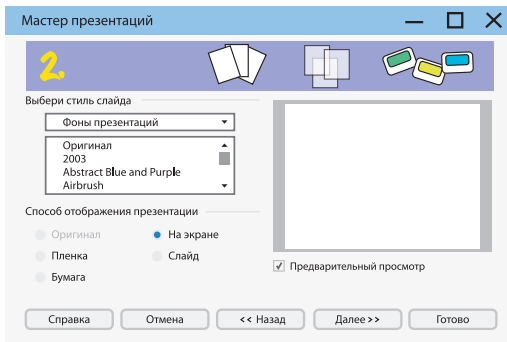 Мастер презентаций
2.
Выбери стиль слайда
Фоны презентаций
Оригинал
2003
Abstract Blue and Purple
Airbrush
Способ отображения презентации
Оригинал
На экране
Пленка
Слайд
Бумага
Предварительный просмотр
Справка
Отмена
<< Назад
Далее >>
Готово